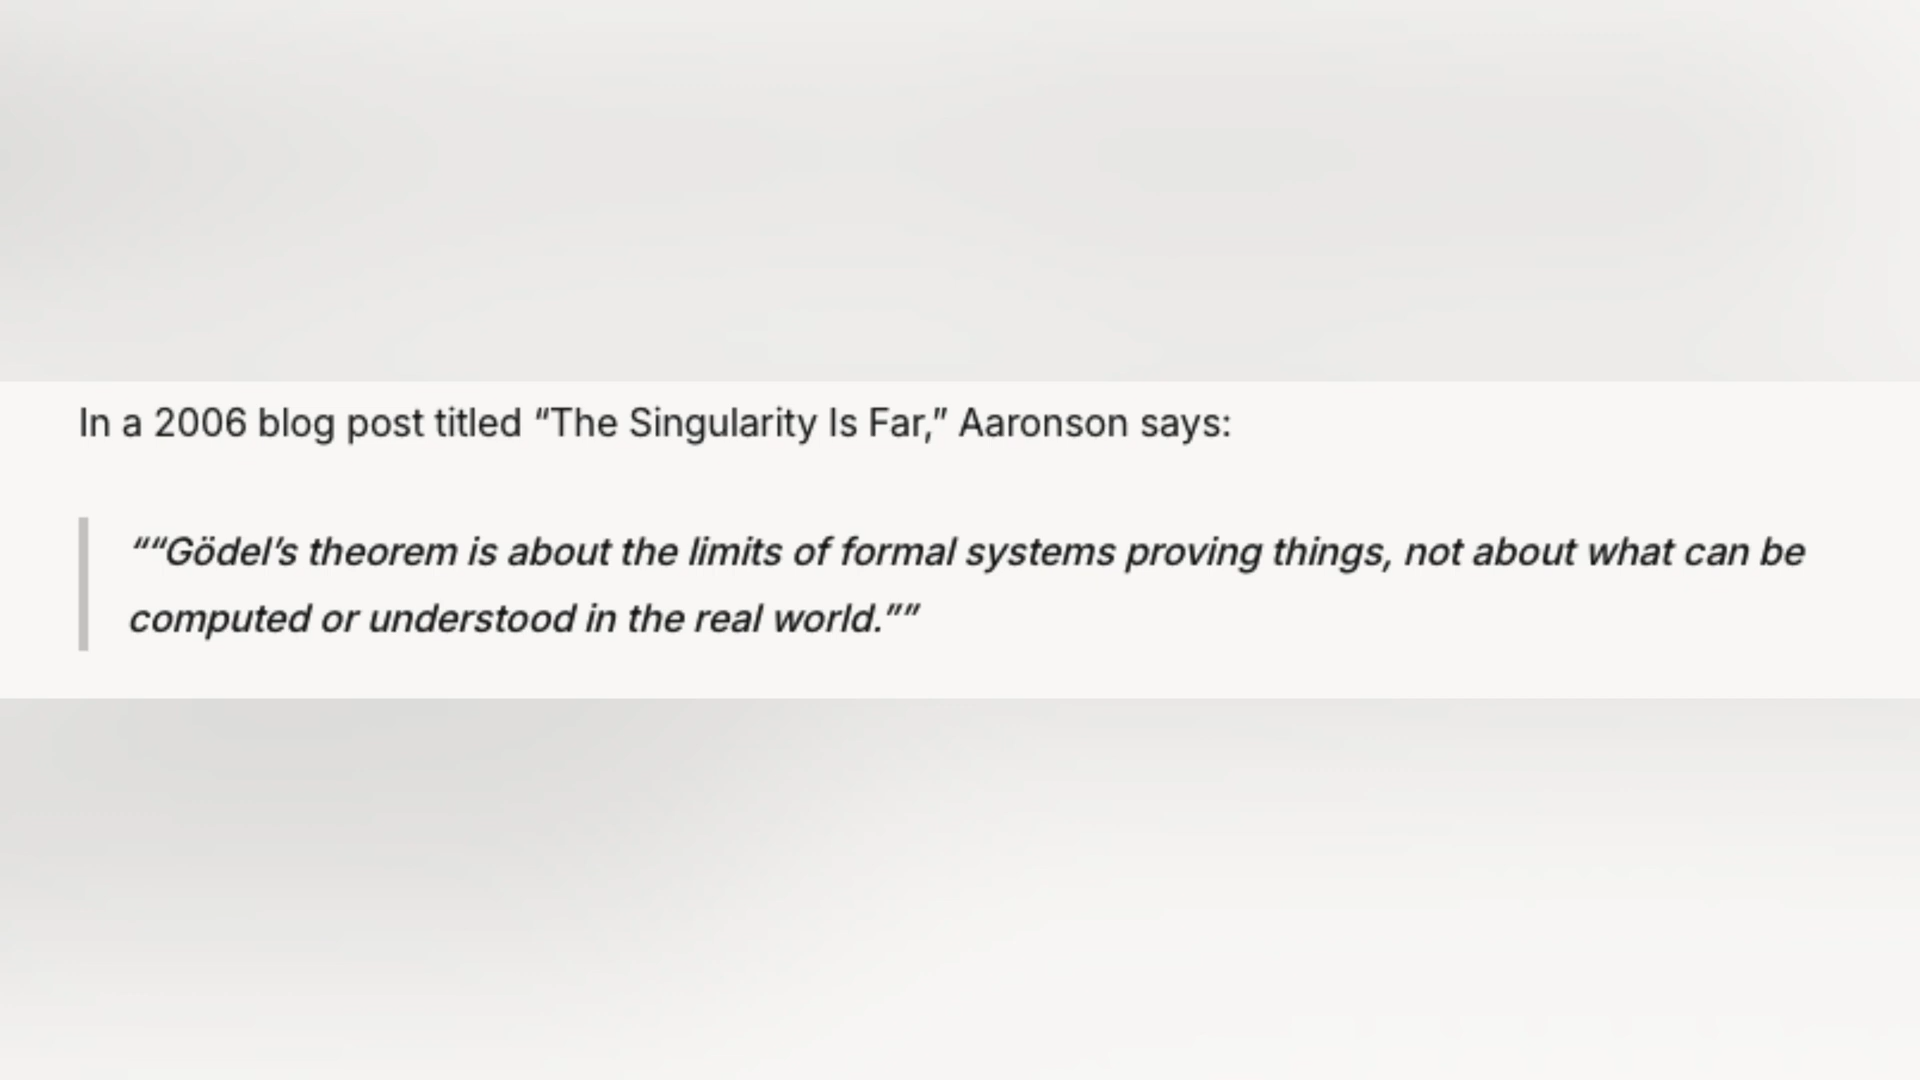 In a 2006 blog post titled “The Singularity Is Far,” Aaronson says:
““Gödel’s theorem is about the limits of formal systems proving things, not about what can be
computed or understood in the real world.””